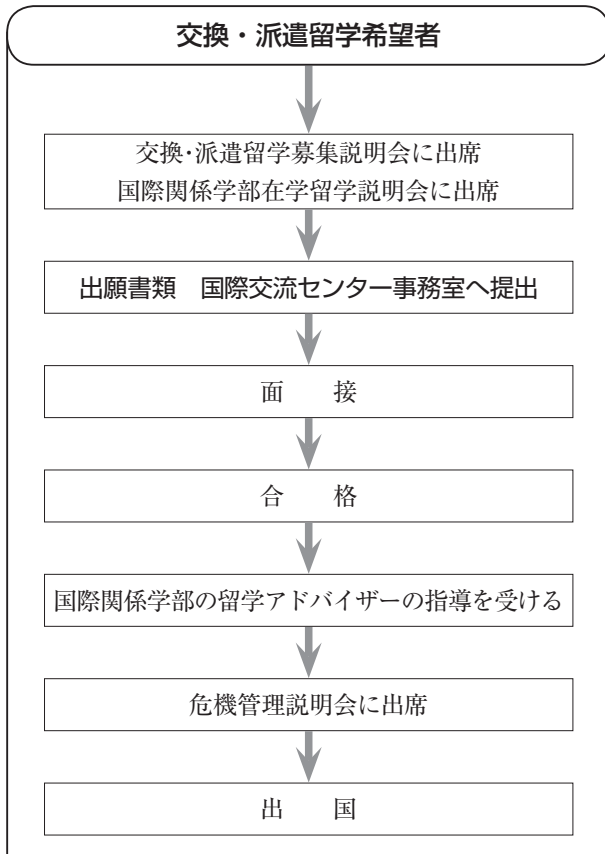 交換・派遣留学希望者
交換・派遣留学募集説明会に出席
国際関係学部在学留学説明会に出席
出願書類　国際交流センター事務室へ提出
面　　接
合　　格
国際関係学部の留学アドバイザーの指導を受ける
危機管理説明会に出席
出　　国